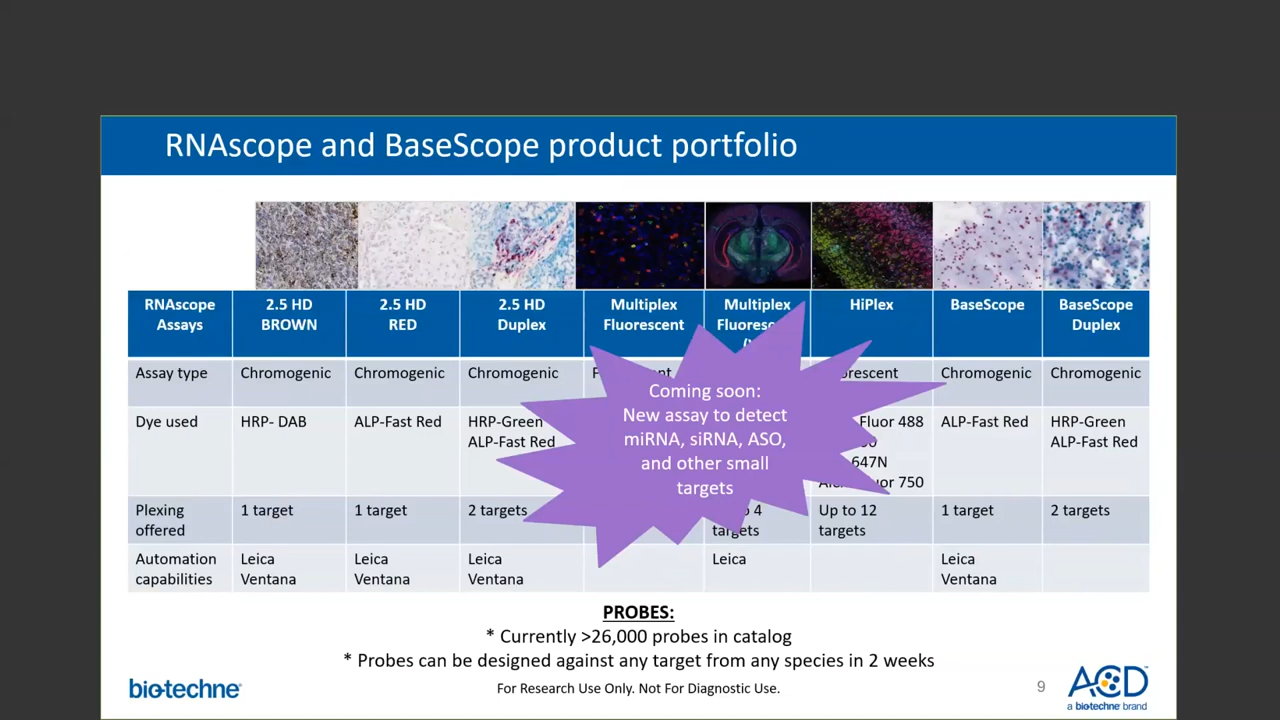 RNAscope and BaseScope product portfolio
RNAscope Assays
2.5 HD BROWN
2.5 HD RED
2.5 HD Duplex
Multiplex Fluorescent
Multiplex
HiPlex
BaseScope
BaseScope Duplex
Assay type
Chromogenic
Chromogenic
Chromogenic
Chromogenic
Chromogenic
Dye used
HRP- DAB
ALP-Fast Red
HRP-Green
ALP-Fast Red
Fluor 488
647N
750
ALP-Fast Red
HRP-Green
ALP-Fast Red
Plexing offered
1 target
1 target
2 targets
4
targets
Up to 12 targets
1 target
2 targets
Automation capabilities
Leica
Ventana
Leica
Ventana
Leica
Ventana
Leica
Leica
Ventana
Coming soon:
New assay to detect
miRNA, siRNA, ASO,
and other small
targets
PROBES:
* Currently >26,000 probes in catalog
* Probes can be designed against any target from any species in 2 weeks
bio-techne®
For Research Use Only. Not For Diagnostic Use.
9
ACD™
a bio-techne brand